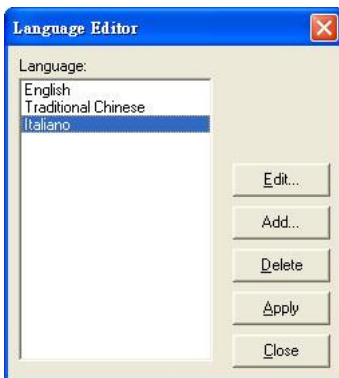 Language Editor
Language:
English
Traditional Chinese
Italiano
Edit...
Add...
Delete
Apply
Close